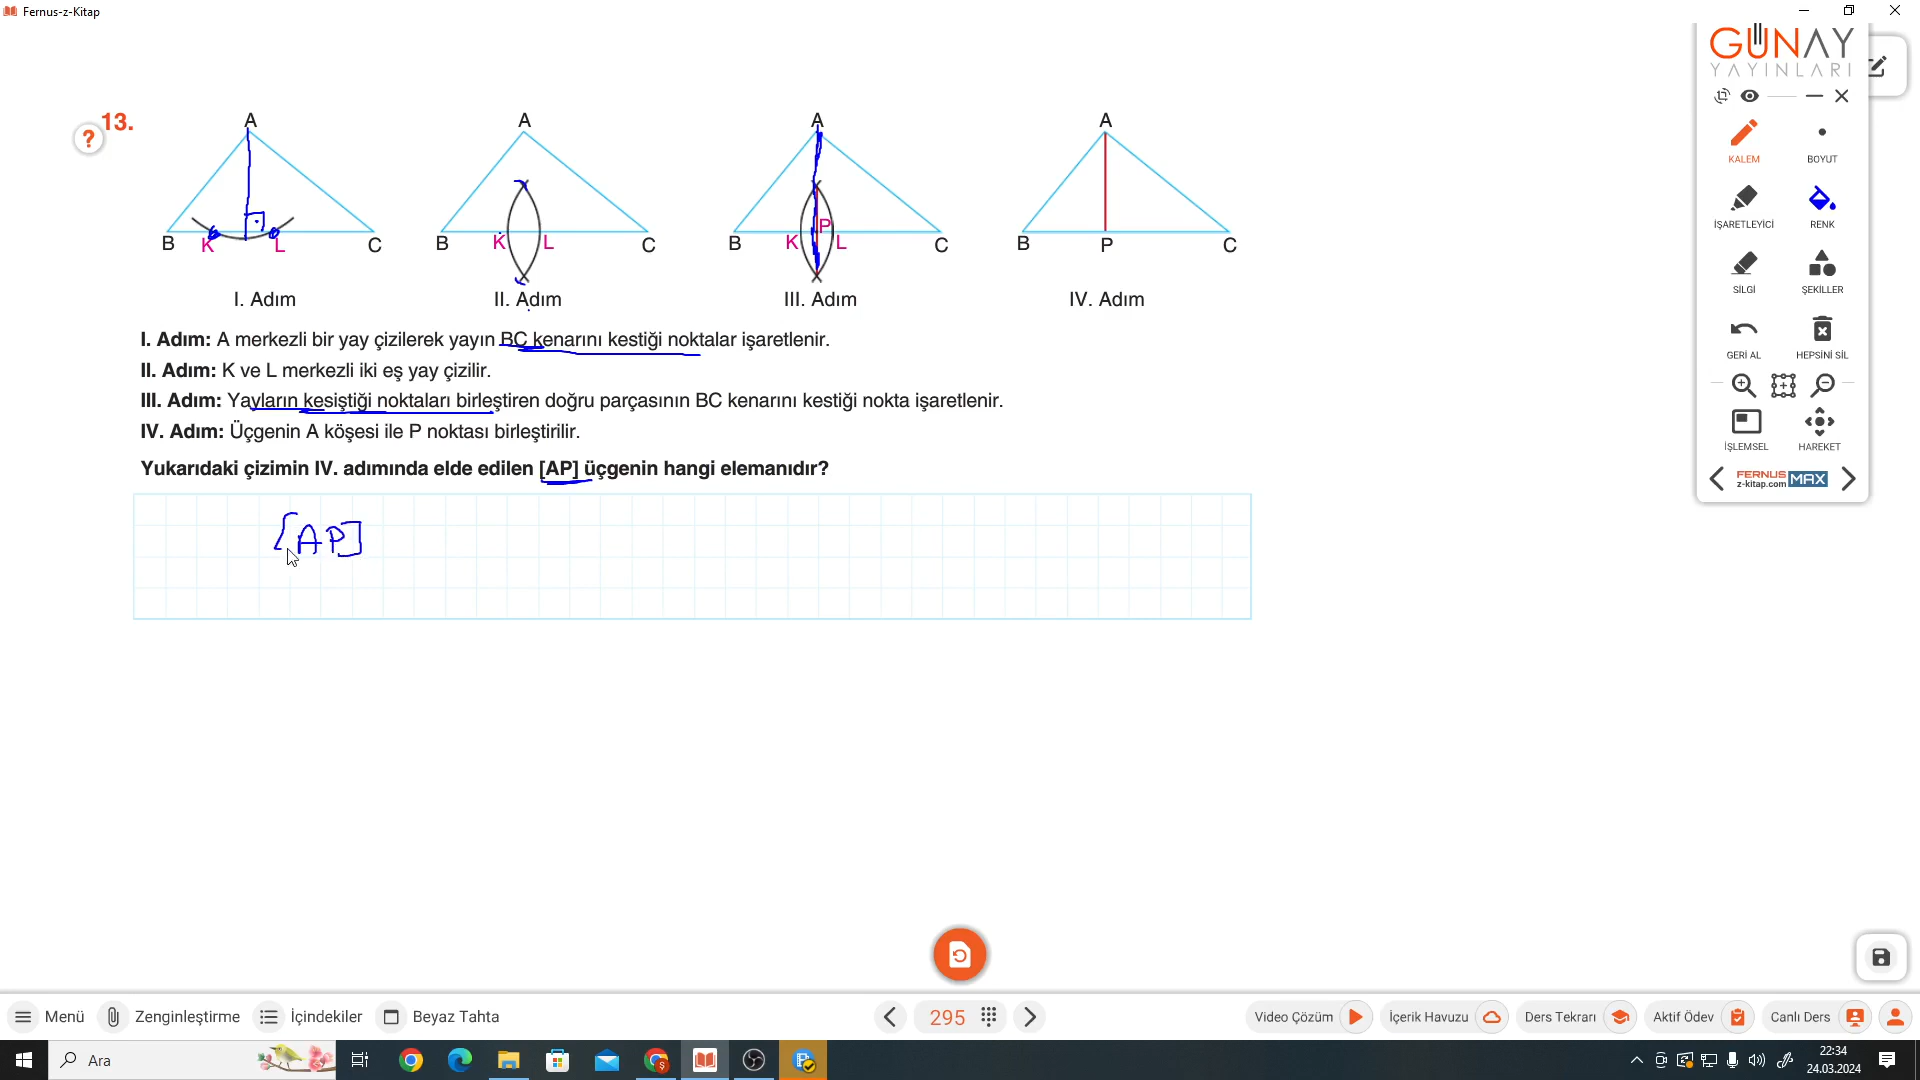 Fernus-z-Kitap
GÜNAY
YAYINLARI
KALEM
BOYUT
İŞARETLEYİCİ
RENK
SİLGİ
ŞEKİLLER
GERİ AL
HEPSİNİ SİL
İŞLEMSEL
HAREKET
FERNUS
z-kitap.com MAX
? 13.
A A A A
P
B K L C B K L C B K L C B P C
I. Adım II. Adım III. Adım IV. Adım
I. Adım: A merkezli bir yay çizilerek yayın BC kenarını kestiği noktalar işaretlenir.
II. Adım: K ve L merkezli iki eş yay çizilir.
III. Adım: Yayların kesiştiği noktaları birleştiren doğru parçasının BC kenarını kestiği nokta işaretlenir.
IV. Adım: Üçgenin A köşesi ile P noktası birleştirilir.
Yukarıdaki çizimin IV. adımında elde edilen [AP] üçgenin hangi elemanıdır?
[AP]
Menü Zenginleştirme İçindekiler Beyaz Tahta 295 Video Çözüm İçerik Havuzu Ders Tekrarı Aktif Ödev Canlı Ders
Ara
22:34
24.03.2024